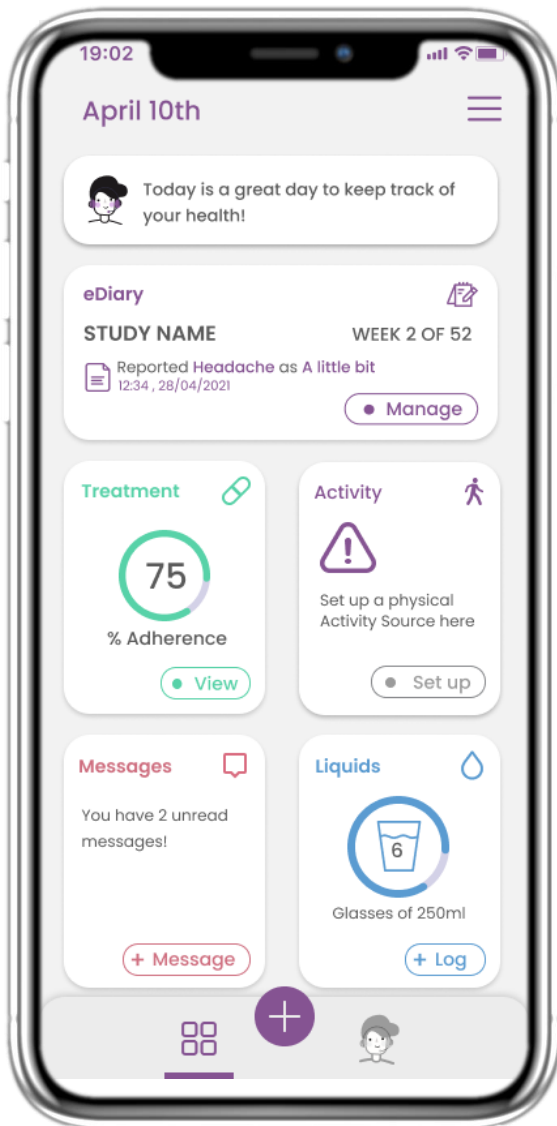 19:02
April 10th
Today is a great day to keep track of
your health!
eDiary
STUDY NAME
WEEK 2 OF 52
Reported Headache as A little bit
12:34 , 28/04/2021
Manage
Treatment
75
% Adherence
View
Activity
Set up a physical
Activity Source here
Set up
Messages
You have 2 unread
messages!
+ Message
Liquids
6
Glasses of 250ml
+ Log